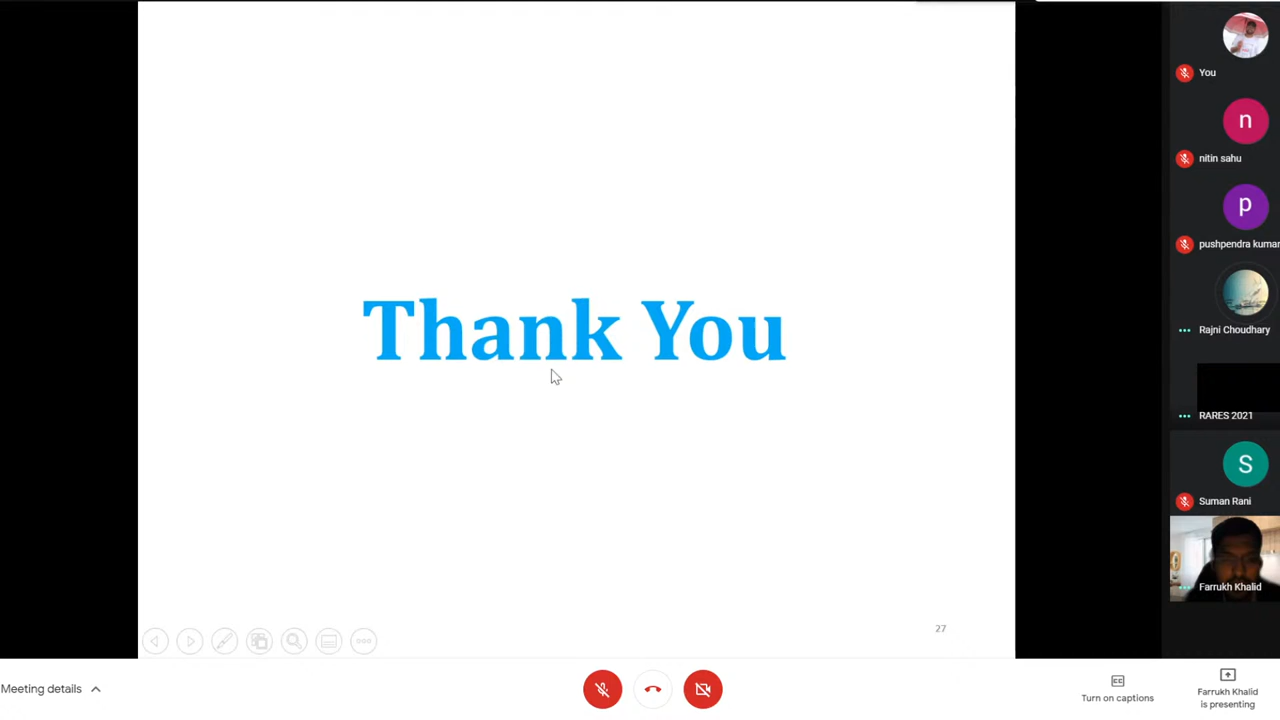 Thank You
27
You
n
nitin sahu
p
pushpendra kumar
Rajni Choudhary
RARES 2021
S
Suman Rani
Farrukh Khalid
Meeting details
CC
Turn on captions
Farrukh Khalid
is presenting